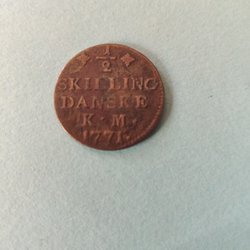 1/2
SKILLING
DANSKE
K · M ·
1771 ·